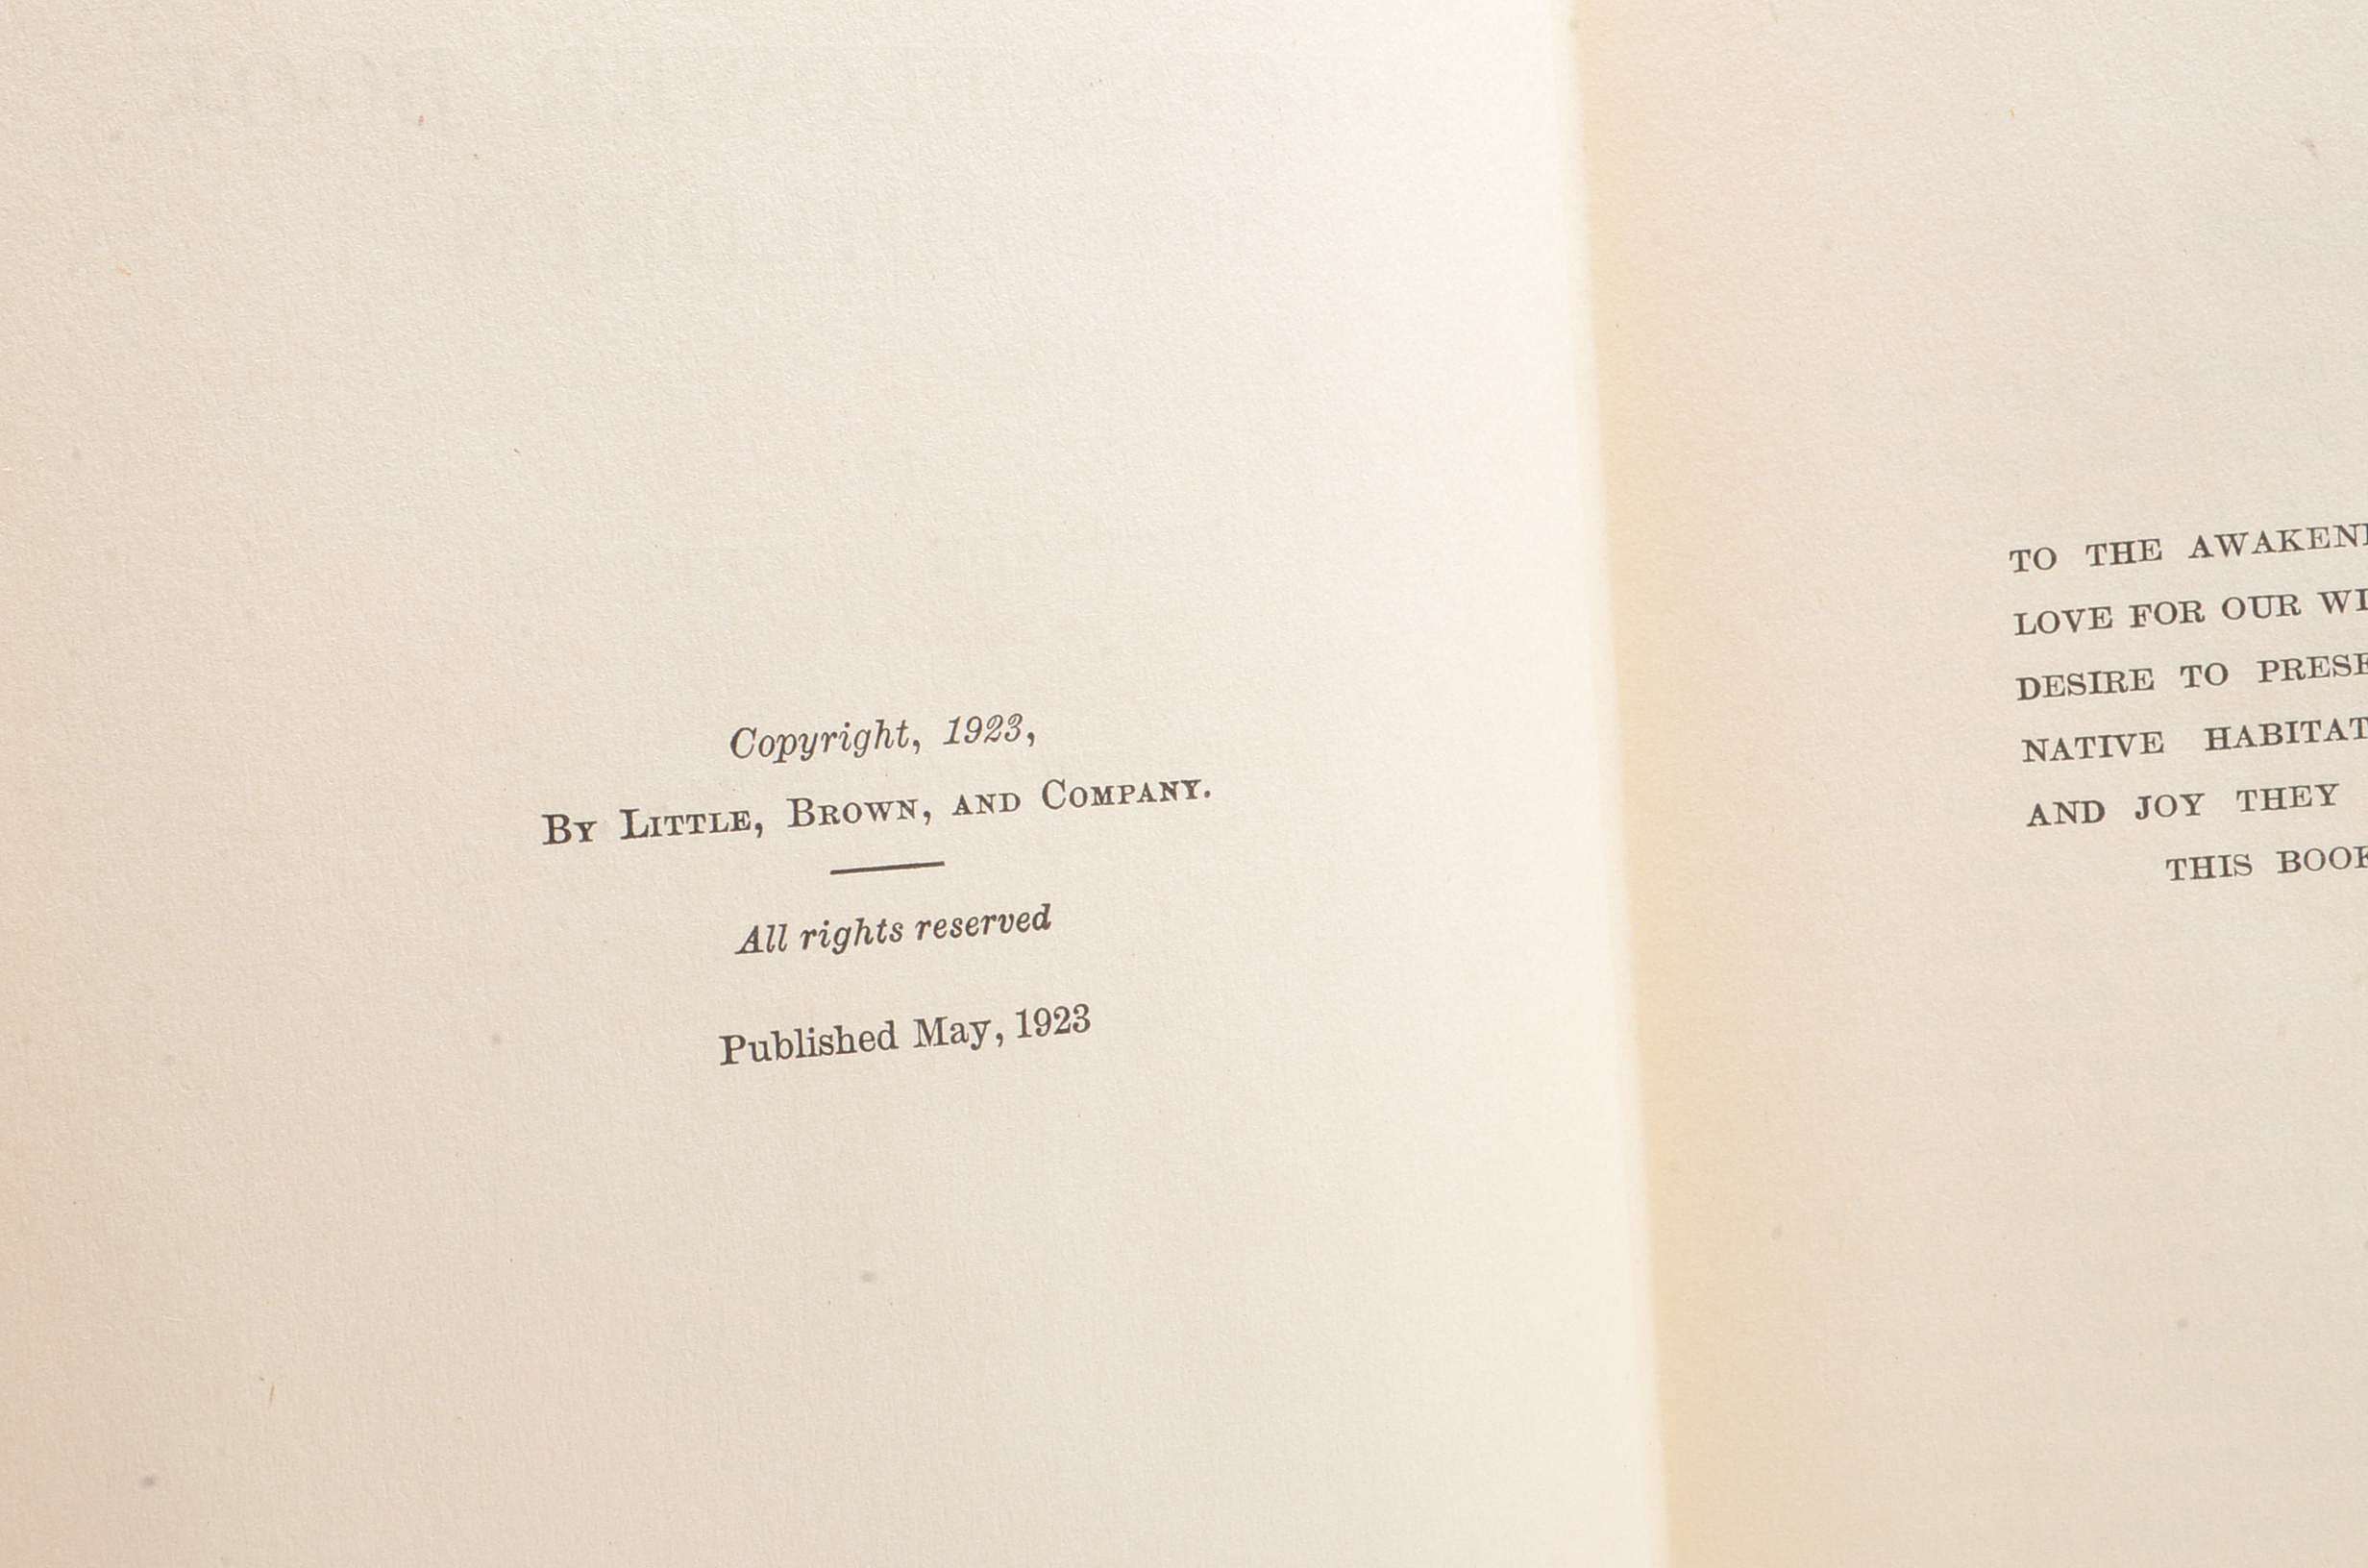 Copyright, 1923,
By Little, Brown, and Company.
All rights reserved
Published May, 1923
TO THE
LOVE FOR OUR
DESIRE TO
NATIVE
AND JOY THEY
THIS